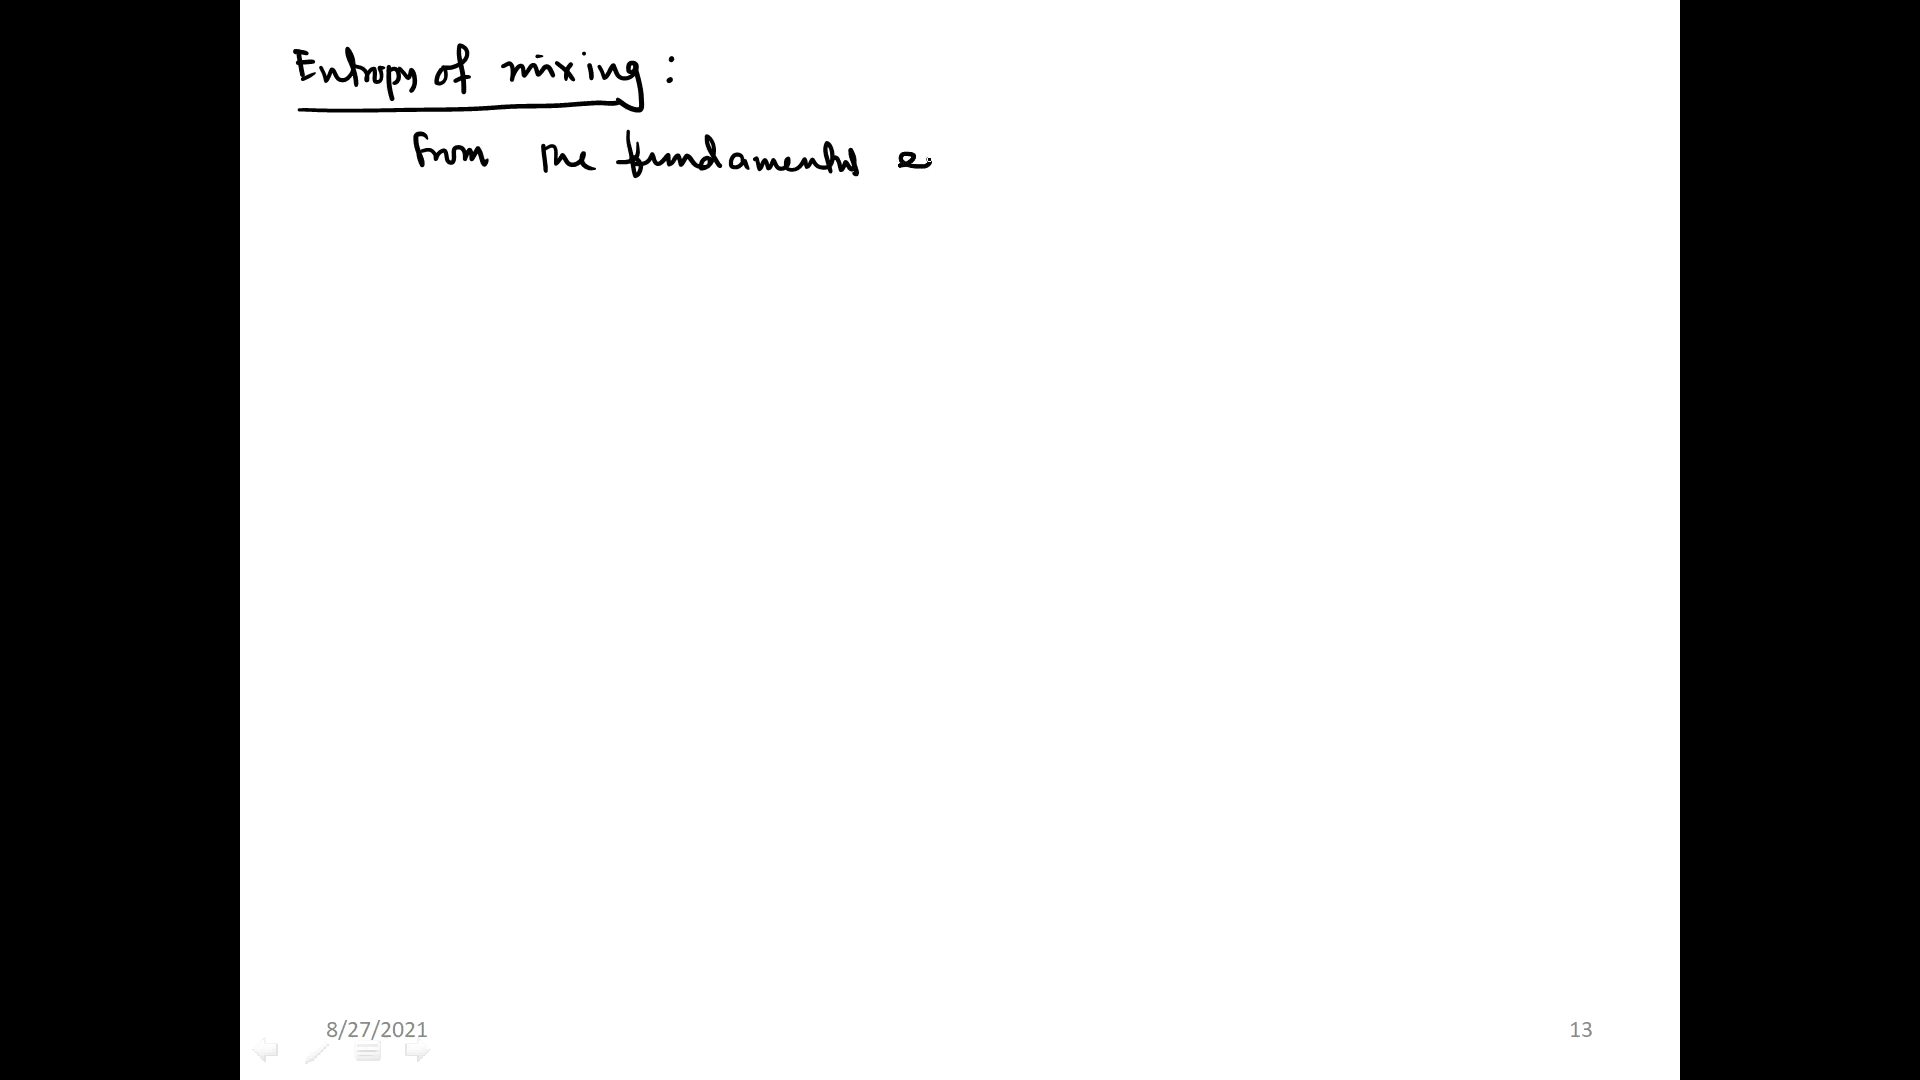 Entropy of mixing :
From the fundamental e
8/27/2021
13